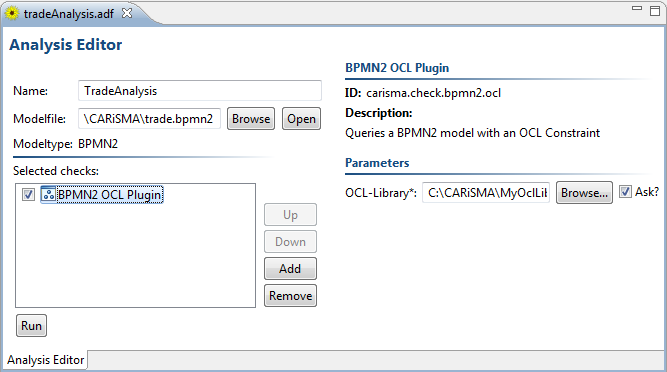 tradeAnalysis.adf
Analysis Editor
Name: TradeAnalysis
Modelfile: \CARiSMA\trade.bpmn2 Browse Open
Modeltype: BPMN2
Selected checks:
BPMN2 OCL Plugin
Up
Down
Add
Remove
Run
BPMN2 OCL Plugin
ID: carisma.check.bpmn2.ocl
Description:
Queries a BPMN2 model with an OCL Constraint
Parameters
OCL-Library*: C:\CARiSMA\MyOclLil Browse... Ask?
Analysis Editor